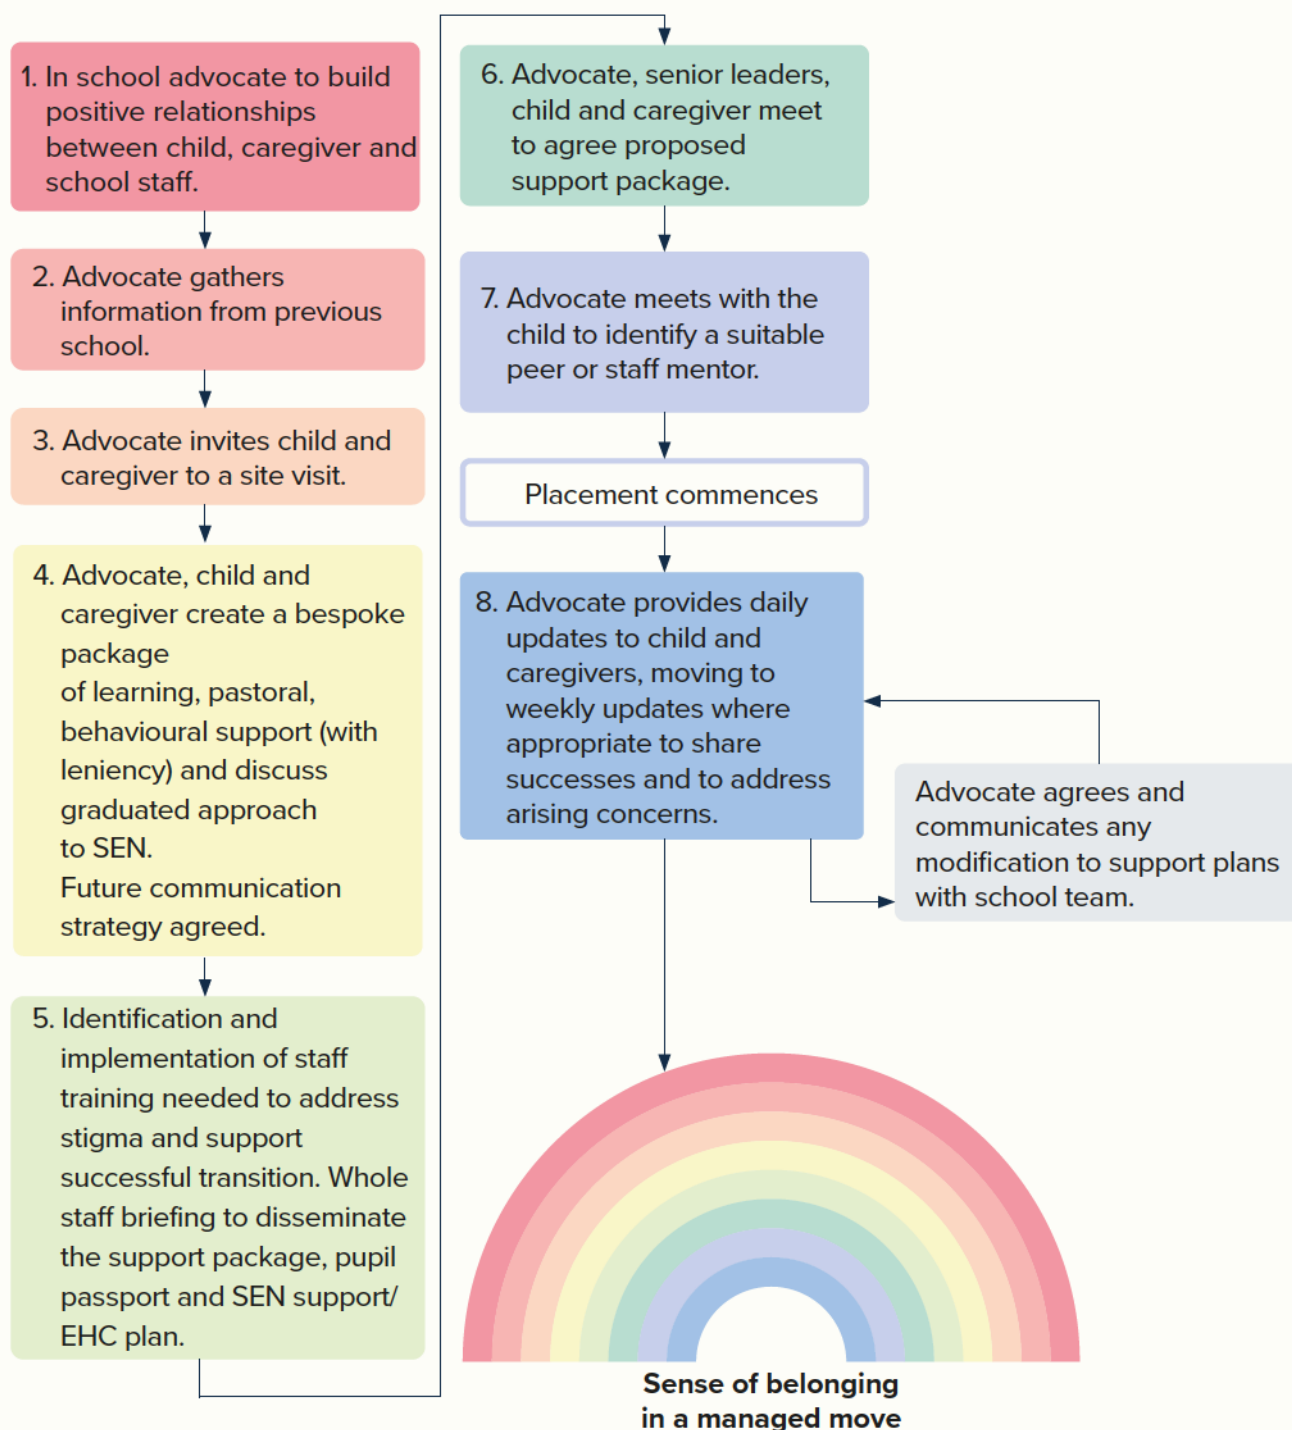 1. In school advocate to build
positive relationships
between child, caregiver and
school staff.
2. Advocate gathers
information from previous
school.
3. Advocate invites child and
caregiver to a site visit.
4. Advocate, child and
caregiver create a bespoke
package
of learning, pastoral,
behavioural support (with
leniency) and discuss
graduated approach
to SEN.
Future communication
strategy agreed.
5. Identification and
implementation of staff
training needed to address
stigma and support
successful transition. Whole
staff briefing to disseminate
the support package, pupil
passport and SEN support/
EHC plan.
6. Advocate, senior leaders,
child and caregiver meet
to agree proposed
support package.
7. Advocate meets with the
child to identify a suitable
peer or staff mentor.
Placement commences
8. Advocate provides daily
updates to child and
caregivers, moving to
weekly updates where
appropriate to share
successes and to address
arising concerns.
Advocate agrees and
communicates any
modification to support plans
with school team.
Sense of belonging
in a managed move